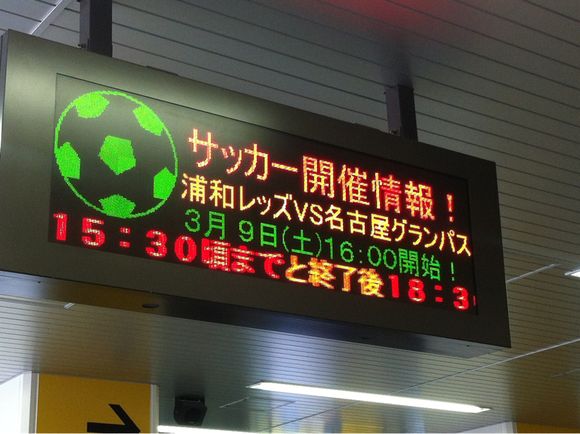 サッカー開催情報！
浦和レッズVS名古屋グランパス
3月 9日(土)16:00開始！
15:30頃までと終了後18:3